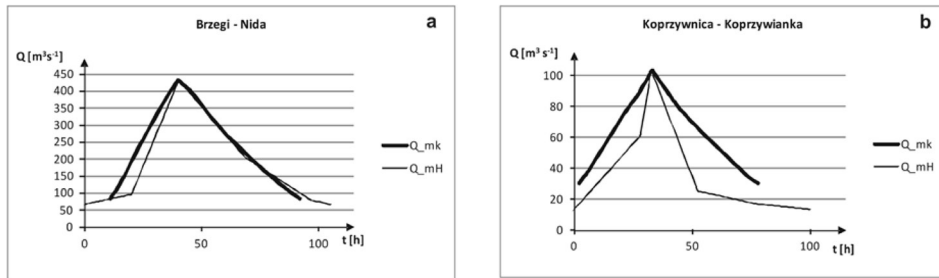 Brzegi - Nida
a
Q [m³s⁻¹]
450
400
350
300
250
200
150
100
50
0
0
50
100
t [h]
Q_mk
Q_mH
Koprzywnica - Koprzywianka
b
Q [m³ s⁻¹]
100
80
60
40
20
0
0
50
100
t [h]
Q_mk
Q_mH